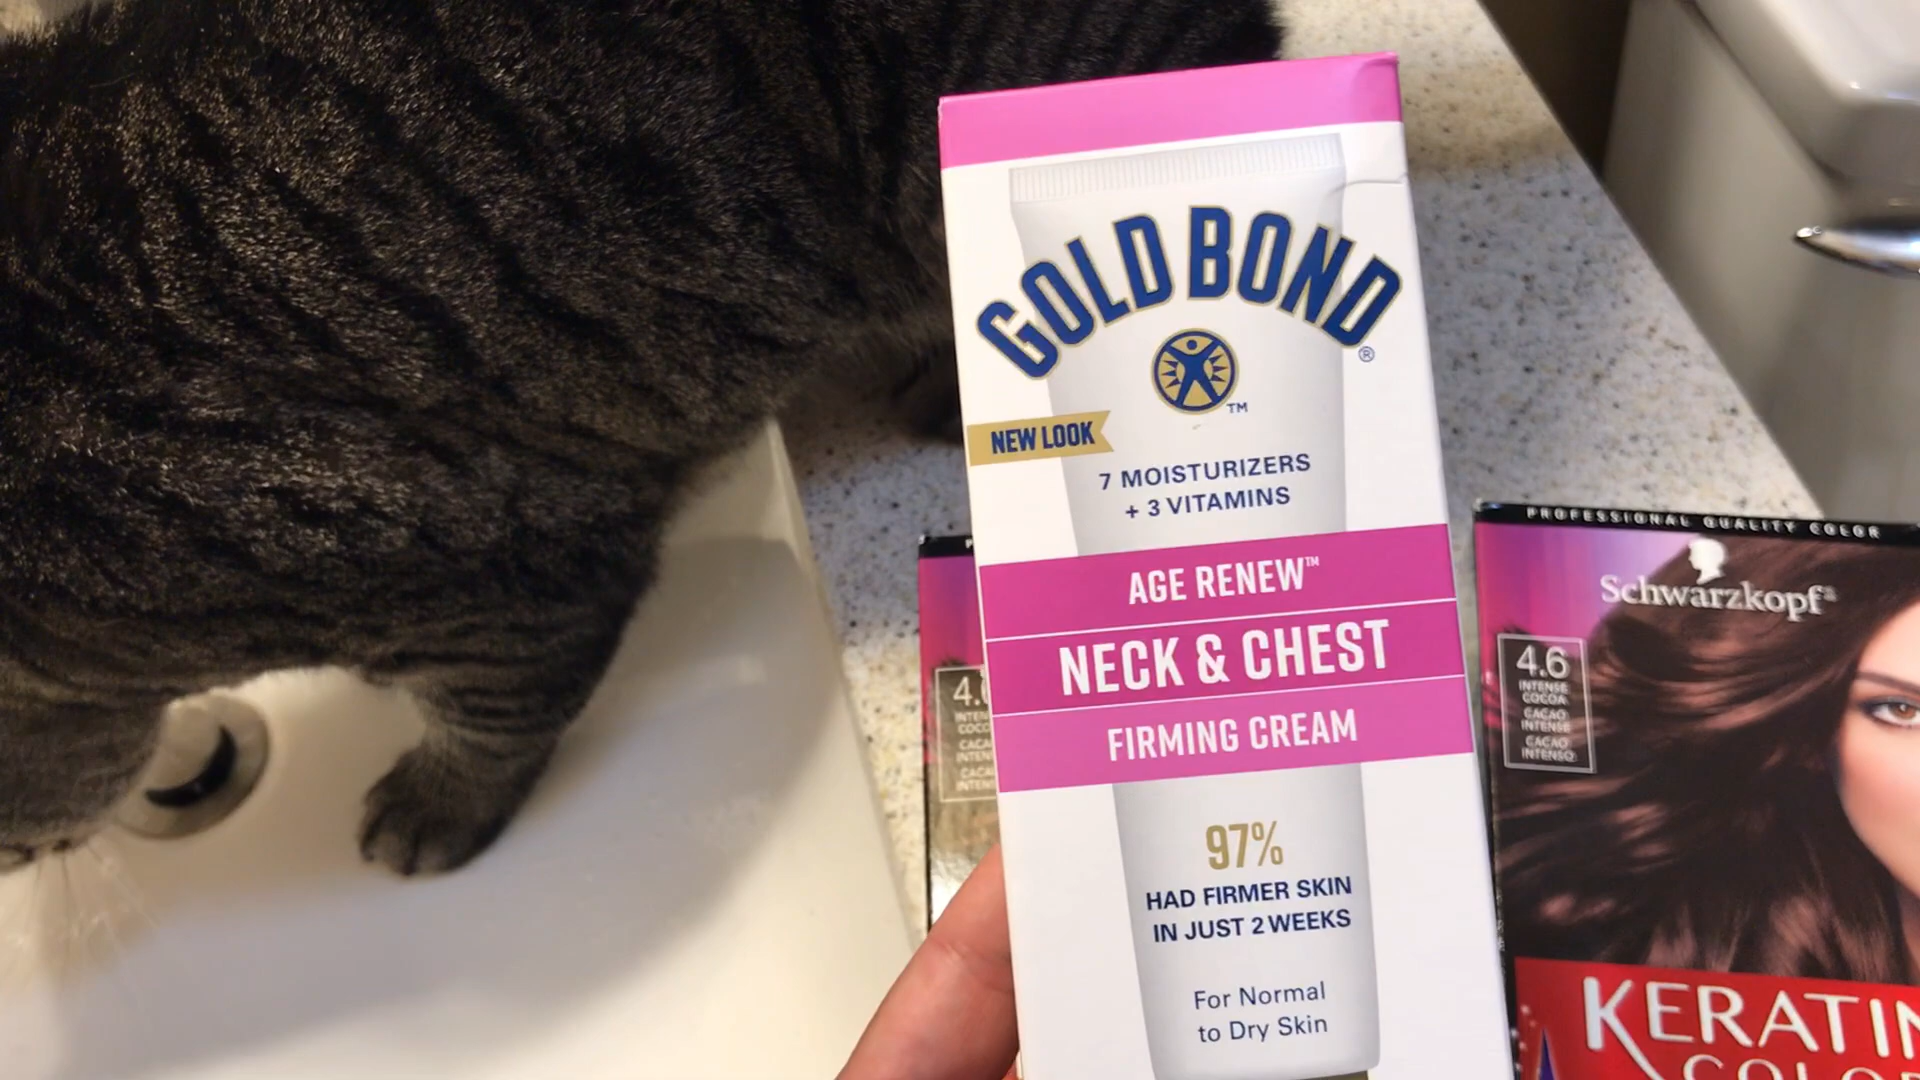 GOLD BOND
®
TM
NEW LOOK
7 MOISTURIZERS
+ 3 VITAMINS
AGE RENEW™
NECK & CHEST
FIRMING CREAM
97%
HAD FIRMER SKIN
IN JUST 2 WEEKS
For Normal
to Dry Skin
PROFESSIONAL QUALITY COLOR
Schwarzkopf
4.6
INTENSE
COCOA
CACAO
INTENSE
CACAO
INTENSO
KERATIN
COLOR